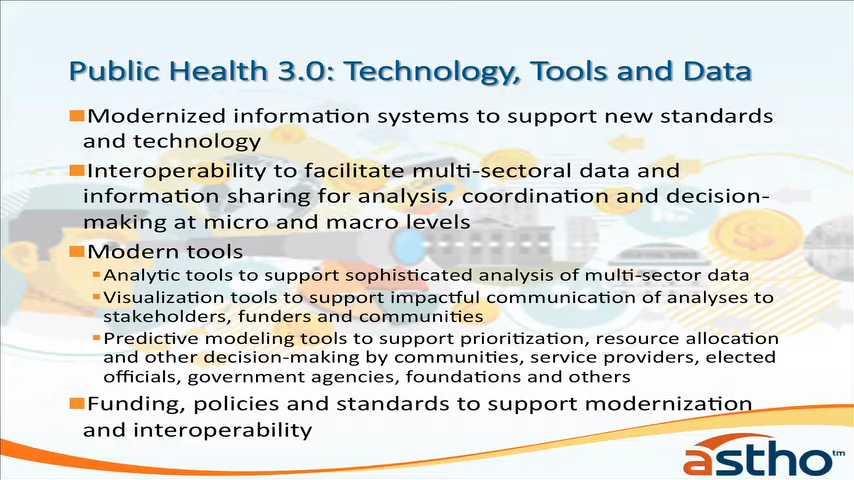 Public Health 3.0: Technology, Tools and Data
Modernized information systems to support new standards
and technology
Interoperability to facilitate multi-sectoral data and
information sharing for analysis, coordination and decision-
making at micro and macro levels
Modern tools
Analytic tools to support sophisticated analysis of multi-sector data
Visualization tools to support impactful communication of analyses to
stakeholders, funders and communities
Predictive modeling tools to support prioritization, resource allocation
and other decision-making by communities, service providers, elected
officials, government agencies, foundations and others
Funding, policies and standards to support modernization
and interoperability
astho™